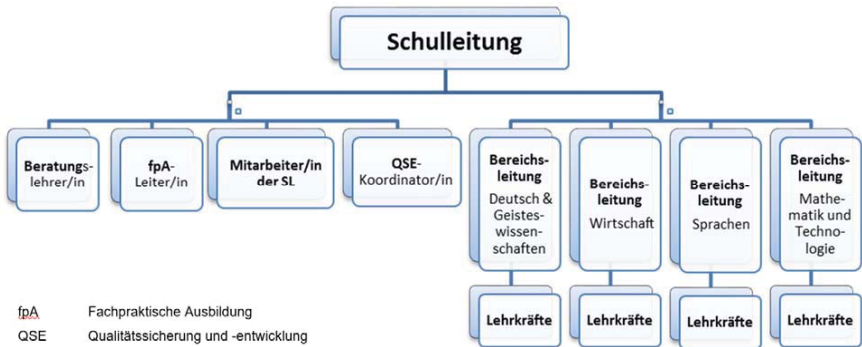 Schulleitung
Beratungs-
lehrer/in
fpA-
Leiter/in
Mitarbeiter/in
der SL
QSE-
Koordinator/in
Bereichs-
leitung
Deutsch &
Geistes-
wissen-
schaften
Bereichs-
leitung
Wirtschaft
Bereichs-
leitung
Sprachen
Bereichs-
leitung
Mathe-
matik und
Techno-
logie
Lehrkräfte
Lehrkräfte
Lehrkräfte
Lehrkräfte
fpA Fachpraktische Ausbildung
QSE Qualitätssicherung und -entwicklung